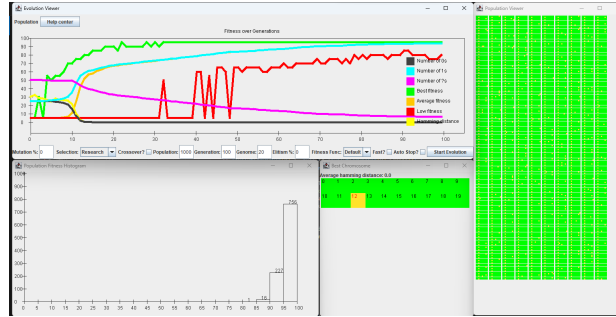 Evolution Viewer
Population Help center
Fitness over Generations
100
90
80
70
60
50
40
30
20
10
0
0 10 20 30 40 50 60 70 80 90 100
Number of 0s
Number of 1s
Number of ?s
Best fitness
Average fitness
Low fitness
Hamming distance
Mutation %: 0 Selection: Research Crossover? Population: 1000 Generation: 100 Genome: 20 Elitism %: 0 Fitness Func: Default Fast? Auto Stop? Start Evolution
Population Fitness Histogram
1000
900
800
700
600
500
400
300
200
100
0
0 5 10 15 20 25 30 35 40 45 50 55 60 65 70 75 80 85 90 95 100
1 16 227 756
Best Chromosome
Average hamming distance: 0.0
0 1 2 3 4 5 6 7 8 9
10 11 12 13 14 15 16 17 18 19
Population Viewer